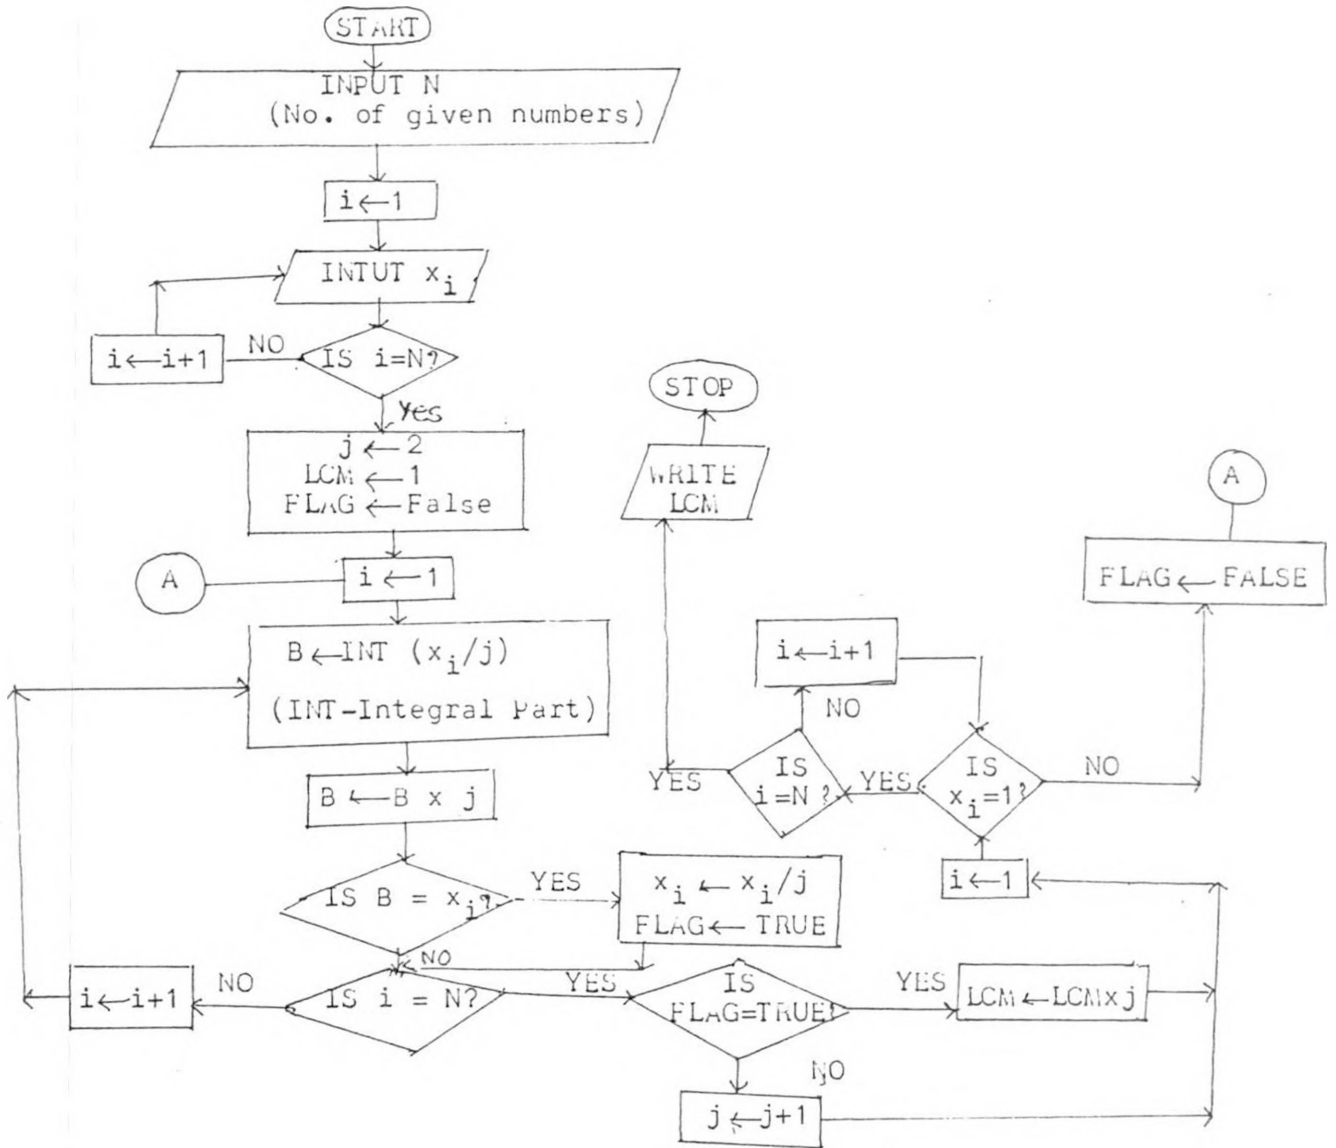 START
INPUT N
(No. of given numbers)
i←1
INTUT xi
i←i+1
NO
IS i=N?
Yes
j←2
LCM←1
FLAG←False
A
i←1
B←INT (xi/j)
(INT-Integral Part)
B←B x j
IS B = xi?
YES
xi←xi/j
FLAG←TRUE
NO
i←i+1
NO
IS i = N?
YES
IS
FLAG=TRUE?
YES
LCM←LCMxj
NO
j←j+1
i←1
IS
xi=1?
NO
FLAG←FALSE
A
YES
IS
i=N?
NO
i←i+1
YES
WRITE
LCM
STOP